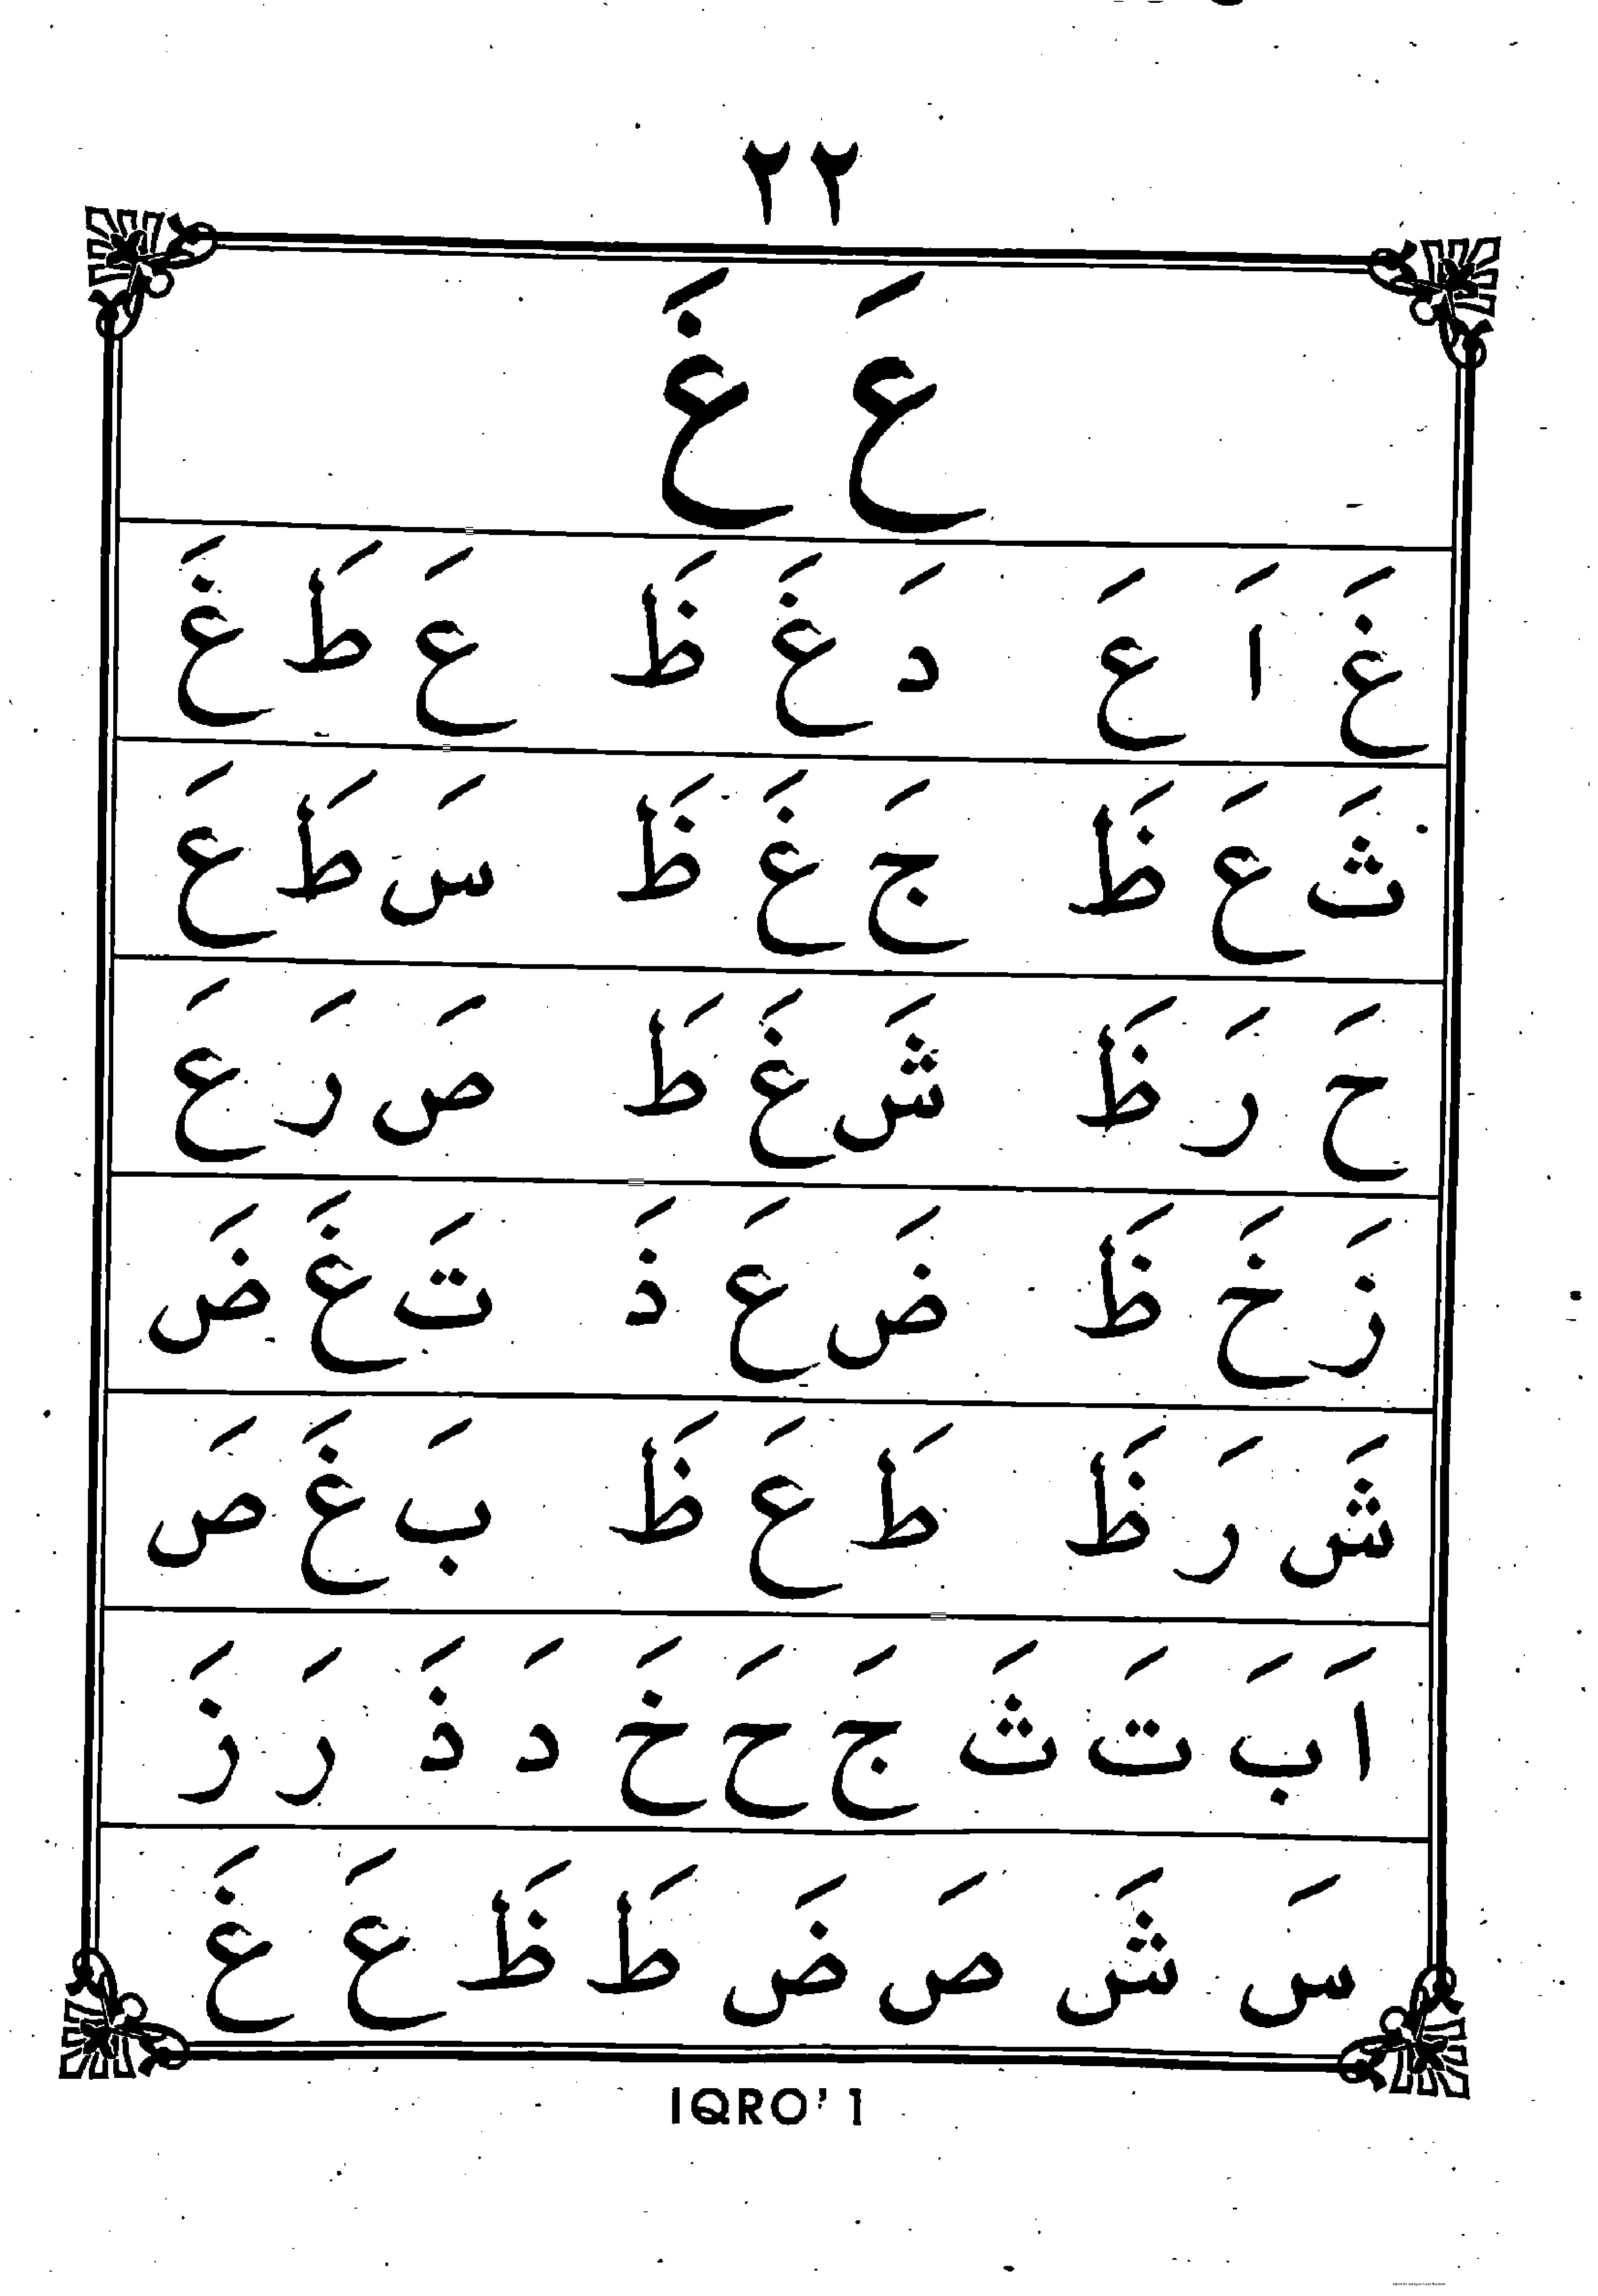 ٢٢
عَ غَ
غَ اَ عَ دَ غَ ظَ عَ طَ غَ
ثَ عَ ظَ جَ غَ ظَ سَ طَ عَ
حَ رَ ظَ شَ غَ طَ صَ رَ عَ
زَ خَ ظَ ضَ عَ ذَ تَ غَ ضَ
شَ رَ ظَ طَ عَ ظَ بَ غَ صَ
اَ بَ تَ ثَ جَ حَ خَ دَ ذَ رَ زَ
سَ شَ صَ ضَ طَ ظَ عَ غَ
IQRO' 1